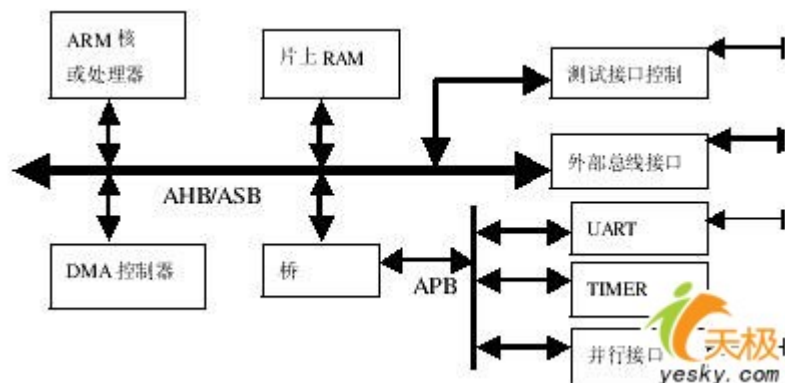 ARM 核
或处理器
片上 RAM
测试接口控制
外部总线接口
AHB/ASB
UART
DMA 控制器
桥
APB
TIMER
并行接口
天极
yesky.com